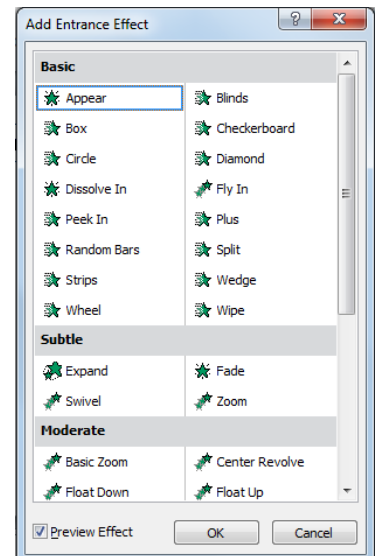 Add Entrance Effect
Basic
Appear Blinds
Box Checkerboard
Circle Diamond
Dissolve In Fly In
Peek In Plus
Random Bars Split
Strips Wedge
Wheel Wipe
Subtle
Expand Fade
Swivel Zoom
Moderate
Basic Zoom Center Revolve
Float Down Float Up
Preview Effect OK Cancel